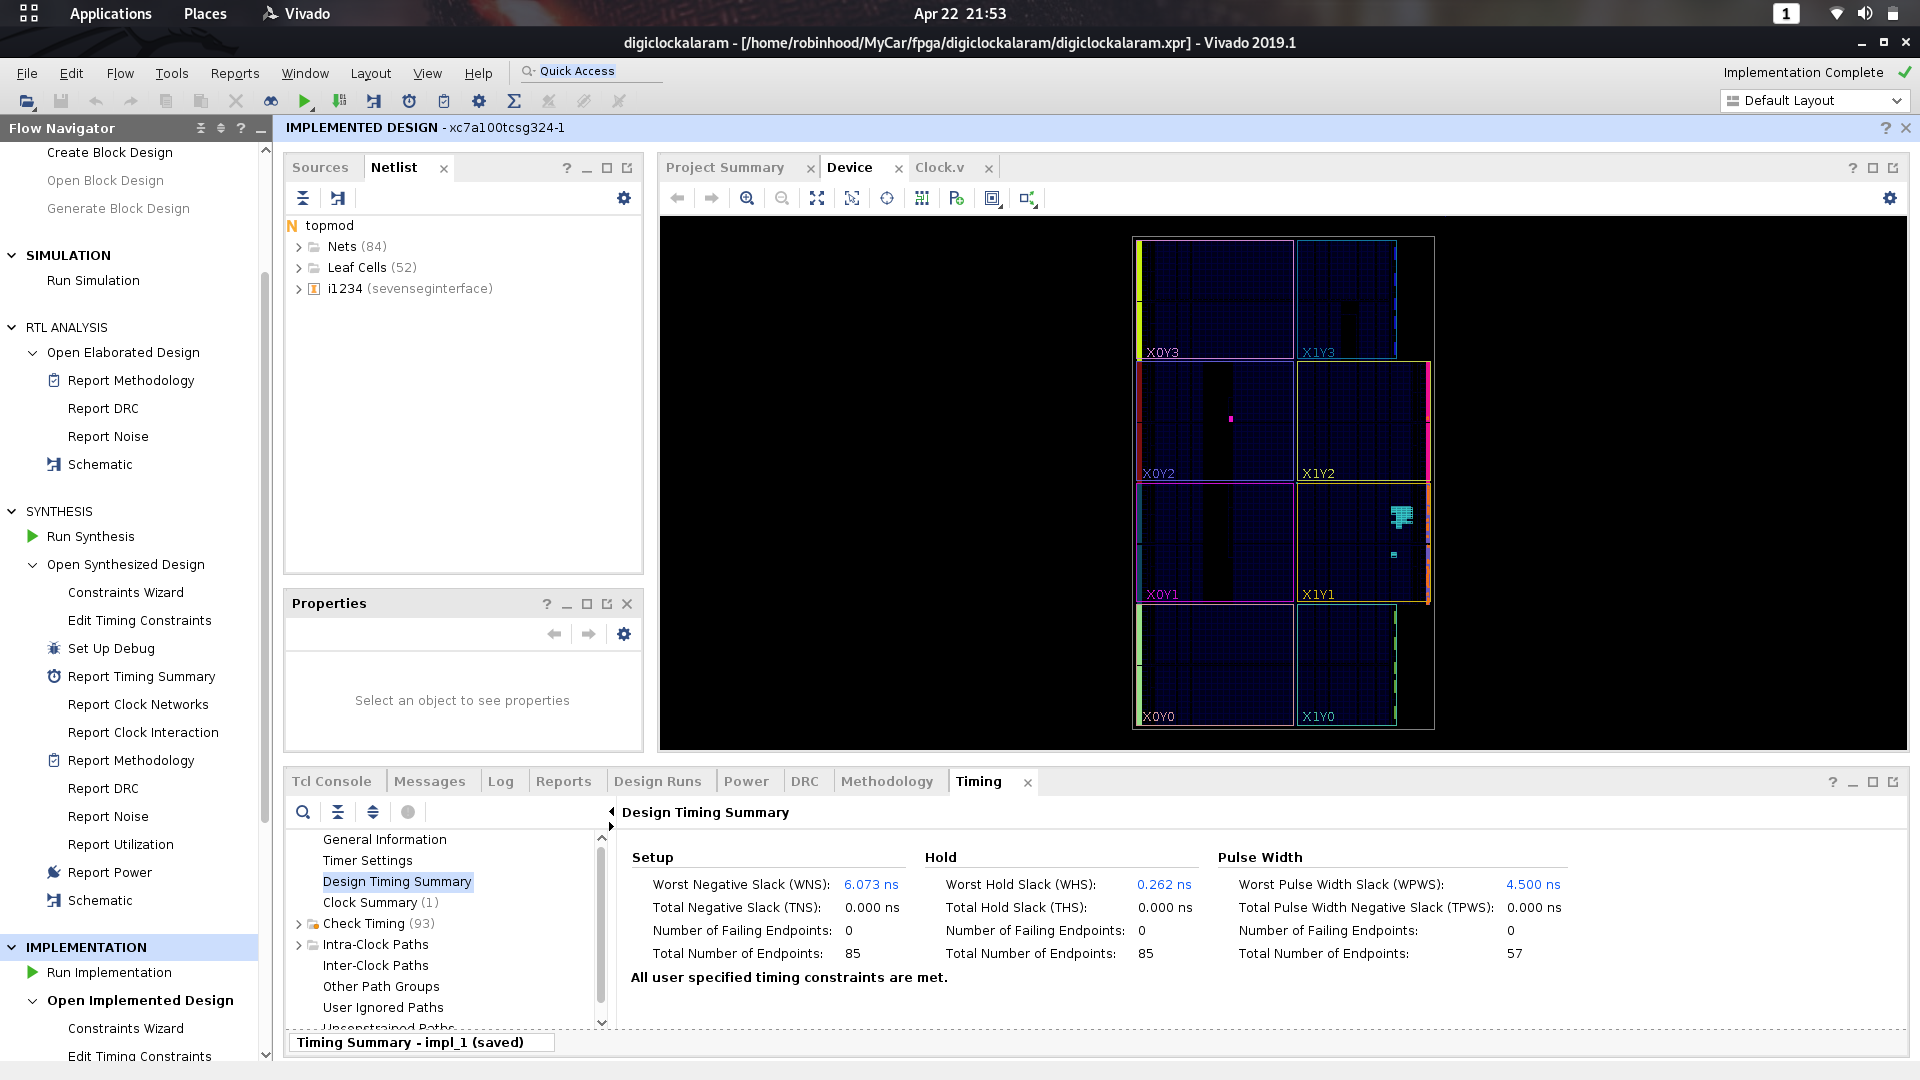 Applications Places Vivado Apr 22 21:53 1
digiclockalaram - [/home/robinhood/MyCar/fpga/digiclockalaram/digiclockalaram.xpr] - Vivado 2019.1
File Edit Flow Tools Reports Window Layout View Help Quick Access Implementation Complete
Default Layout
Flow Navigator
Create Block Design
Open Block Design
Generate Block Design
SIMULATION
Run Simulation
RTL ANALYSIS
Open Elaborated Design
Report Methodology
Report DRC
Report Noise
Schematic
SYNTHESIS
Run Synthesis
Open Synthesized Design
Constraints Wizard
Edit Timing Constraints
Set Up Debug
Report Timing Summary
Report Clock Networks
Report Clock Interaction
Report Methodology
Report DRC
Report Noise
Report Utilization
Report Power
Schematic
IMPLEMENTATION
Run Implementation
Open Implemented Design
Constraints Wizard
Edit Timing Constraints
IMPLEMENTED DESIGN - xc7a100tcsg324-1
Sources Netlist
N topmod
Nets (84)
Leaf Cells (52)
i1234 (sevenseginterface)
Properties
Select an object to see properties
Project Summary Device Clock.v
X0Y3 X1Y3
X0Y2 X1Y2
X0Y1 X1Y1
X0Y0 X1Y0
Tcl Console Messages Log Reports Design Runs Power DRC Methodology Timing
General Information
Timer Settings
Design Timing Summary
Clock Summary (1)
Check Timing (93)
Intra-Clock Paths
Inter-Clock Paths
Other Path Groups
User Ignored Paths
Unconstrained Paths
Design Timing Summary
Setup Hold Pulse Width
Worst Negative Slack (WNS): 6.073 ns Worst Hold Slack (WHS): 0.262 ns Worst Pulse Width Slack (WPWS): 4.500 ns
Total Negative Slack (TNS): 0.000 ns Total Hold Slack (THS): 0.000 ns Total Pulse Width Negative Slack (TPWS): 0.000 ns
Number of Failing Endpoints: 0 Number of Failing Endpoints: 0 Number of Failing Endpoints: 0
Total Number of Endpoints: 85 Total Number of Endpoints: 85 Total Number of Endpoints: 57
All user specified timing constraints are met.
Timing Summary - impl_1 (saved)